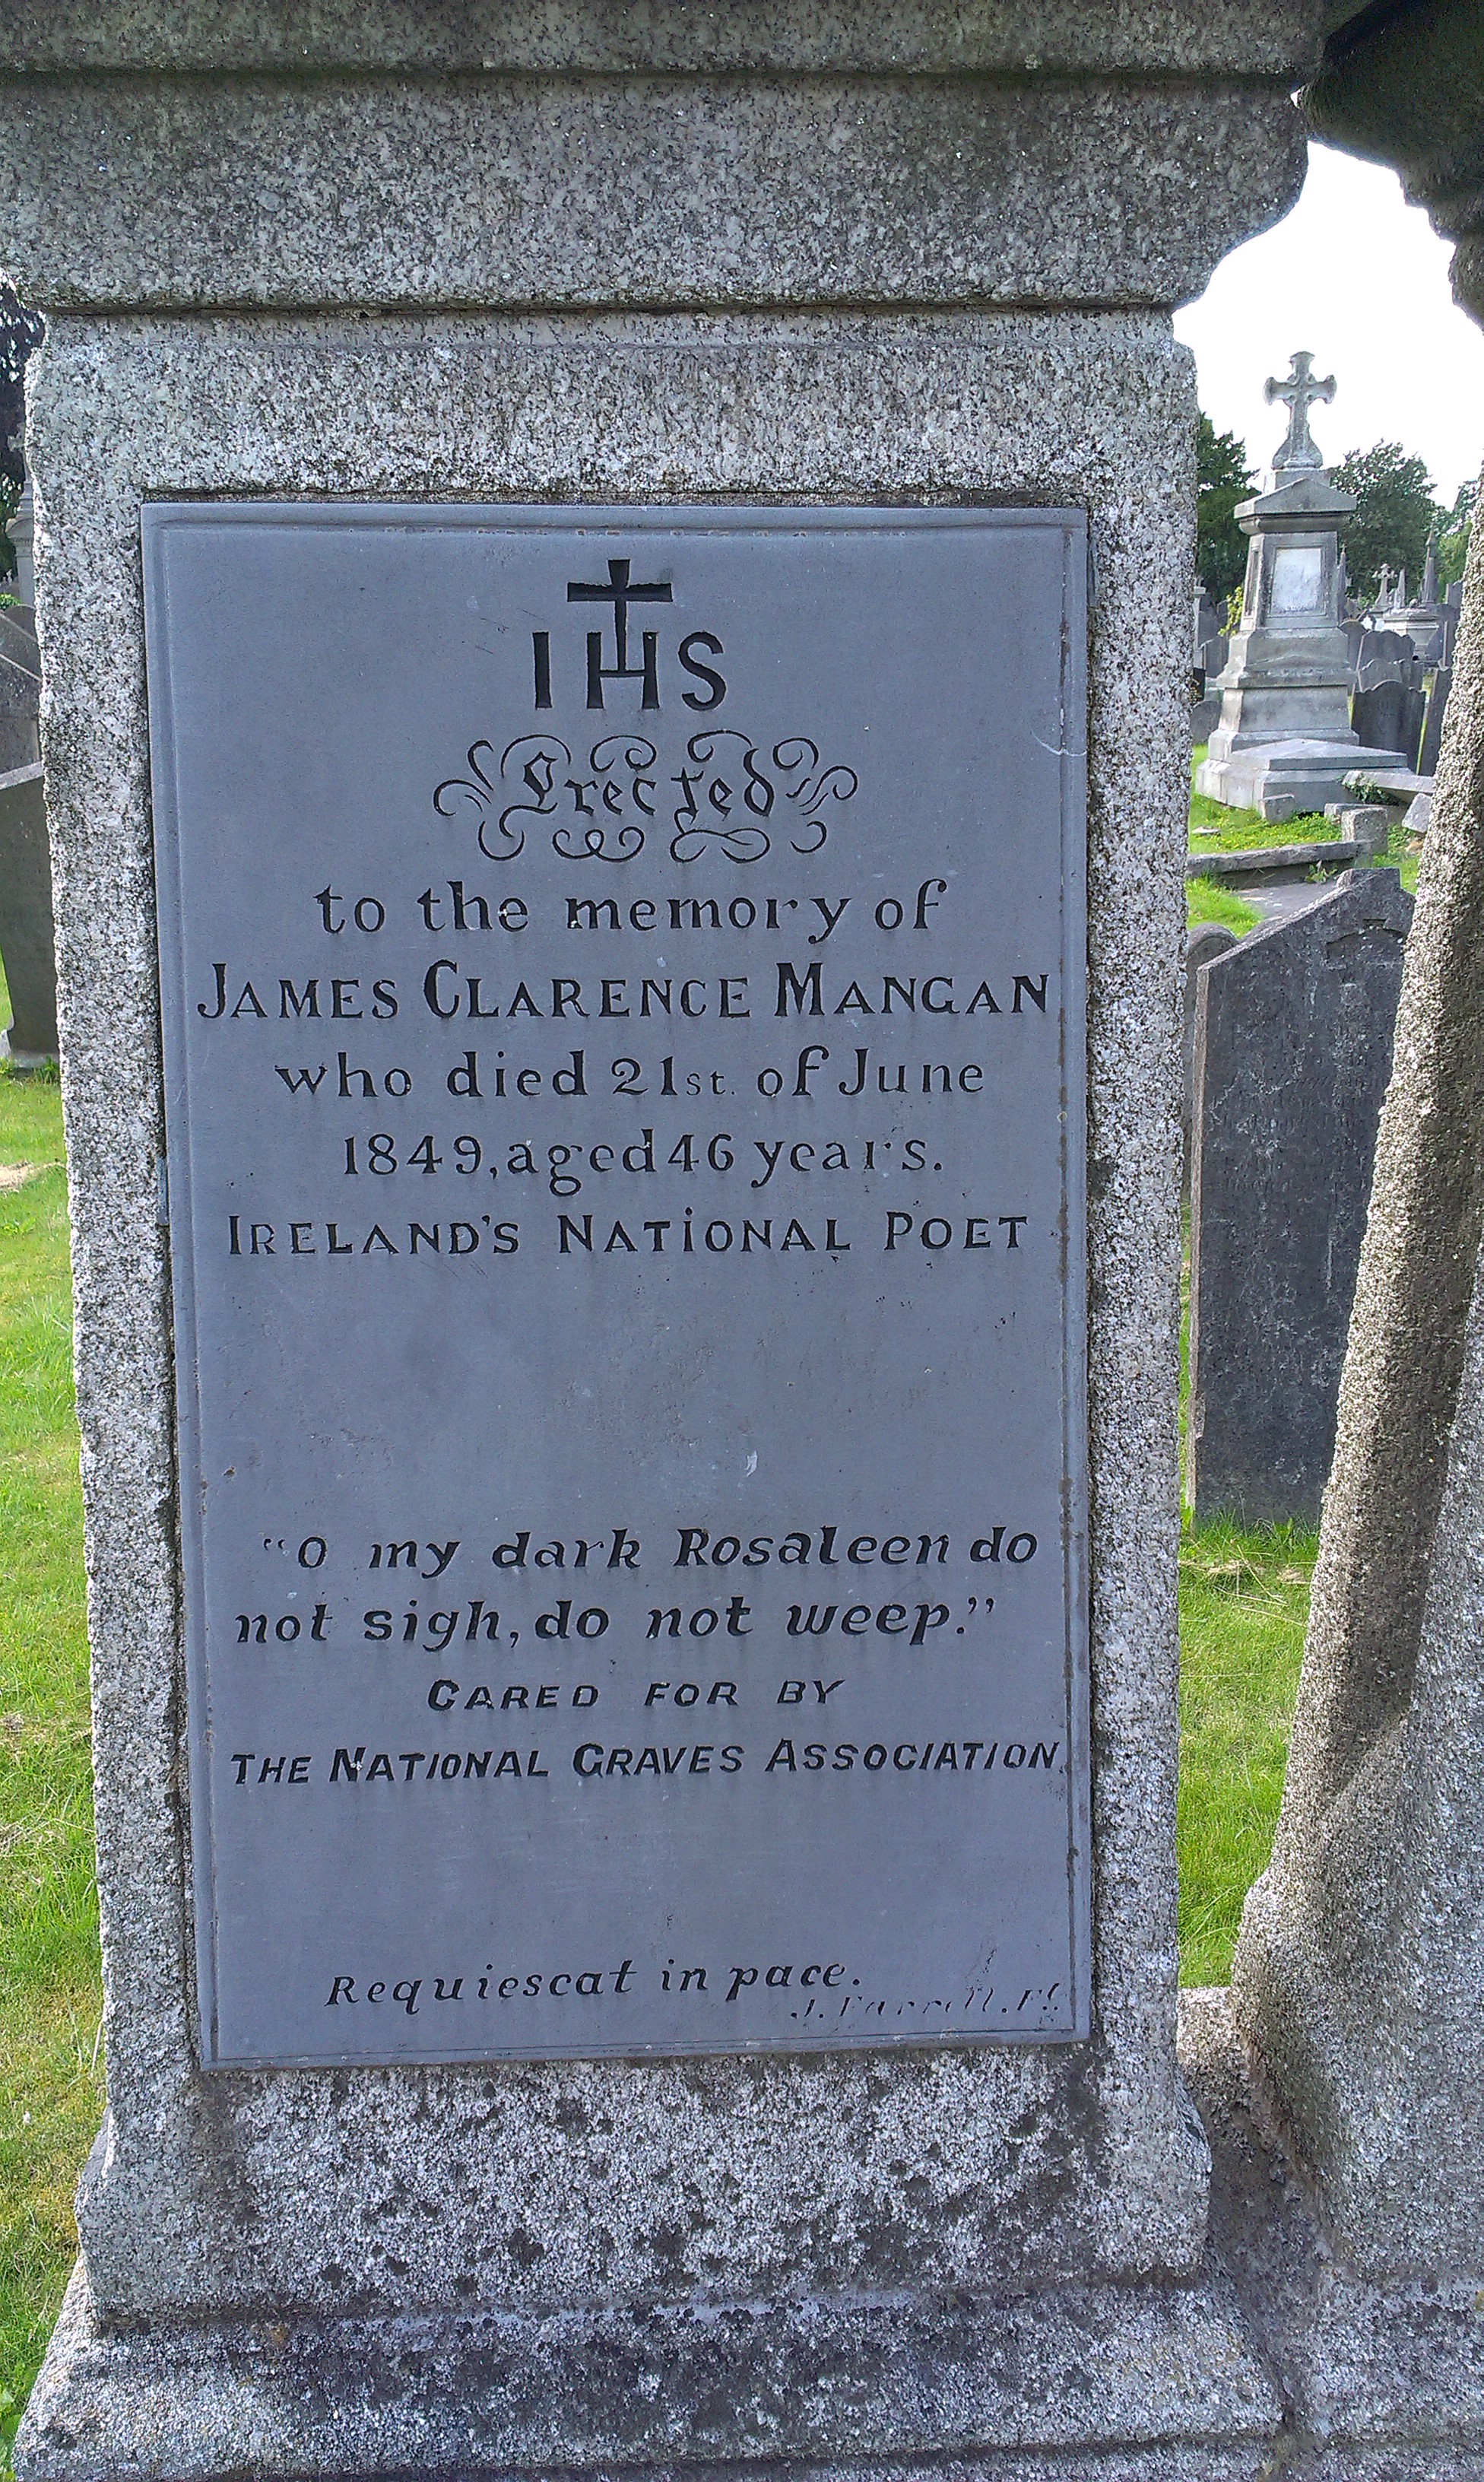 IHS
Erected
to the memory of
JAMES CLARENCE MANGAN
who died 21st. of June
1849, aged 46 years.
IRELAND'S NATIONAL POET
"O my dark Rosaleen do
not sigh, do not weep."
CARED FOR BY
THE NATIONAL GRAVES ASSOCIATION.
Requiescat in pace.
J. Farrell.